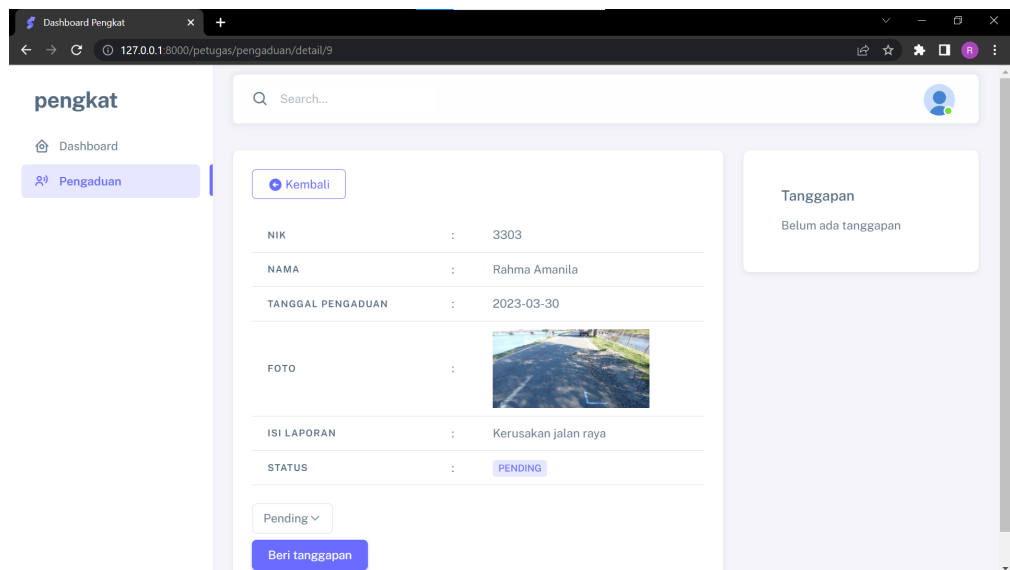 Dashboard Pengkat
127.0.0.1:8000/petugas/pengaduan/detail/9
R
pengkat
Search...
Dashboard
Pengaduan
Kembali
NIK : 3303
NAMA : Rahma Amanila
TANGGAL PENGADUAN : 2023-03-30
FOTO :
ISI LAPORAN : Kerusakan jalan raya
STATUS : PENDING
Pending
Beri tanggapan
Tanggapan
Belum ada tanggapan